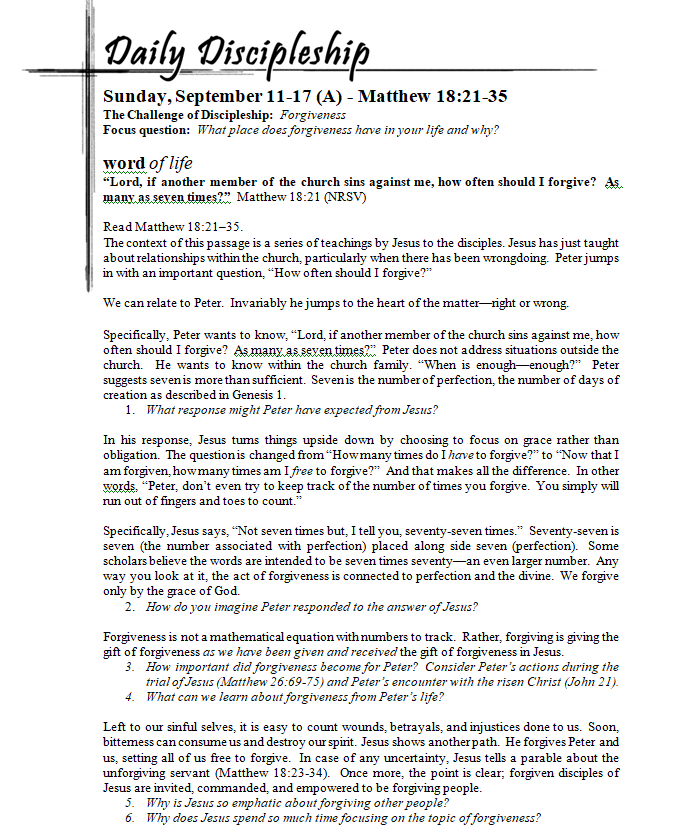 Daily Discipleship
Sunday, September 11-17 (A) - Matthew 18:21-35
The Challenge of Discipleship: Forgiveness
Focus question: What place does forgiveness have in your life and why?
word of life
“Lord, if another member of the church sins against me, how often should I forgive? As
many as seven times?” Matthew 18:21 (NRSV)
Read Matthew 18:21–35.
The context of this passage is a series of teachings by Jesus to the disciples. Jesus has just taught
about relationships within the church, particularly when there has been wrongdoing. Peter jumps
in with an important question, “How often should I forgive?”
We can relate to Peter. Invariably he jumps to the heart of the matter—right or wrong.
Specifically, Peter wants to know, “Lord, if another member of the church sins against me, how
often should I forgive? As many as seven times?” Peter does not address situations outside the
church. He wants to know within the church family. “When is enough—enough?” Peter
suggests seven is more than sufficient. Seven is the number of perfection, the number of days of
creation as described in Genesis 1.
1. What response might Peter have expected from Jesus?
In his response, Jesus turns things upside down by choosing to focus on grace rather than
obligation. The question is changed from “How many times do I have to forgive?” to “Now that I
am forgiven, how many times am I free to forgive?” And that makes all the difference. In other
words, “Peter, don’t even try to keep track of the number of times you forgive. You simply will
run out of fingers and toes to count.”
Specifically, Jesus says, “Not seven times but, I tell you, seventy-seven times.” Seventy-seven is
seven (the number associated with perfection) placed along side seven (perfection). Some
scholars believe the words are intended to be seven times seventy—an even larger number. Any
way you look at it, the act of forgiveness is connected to perfection and the divine. We forgive
only by the grace of God.
2. How do you imagine Peter responded to the answer of Jesus?
Forgiveness is not a mathematical equation with numbers to track. Rather, forgiving is giving the
gift of forgiveness as we have been given and received the gift of forgiveness in Jesus.
3. How important did forgiveness become for Peter? Consider Peter’s actions during the
trial of Jesus (Matthew 26:69-75) and Peter’s encounter with the risen Christ (John 21).
4. What can we learn about forgiveness from Peter’s life?
Left to our sinful selves, it is easy to count wounds, betrayals, and injustices done to us. Soon,
bitterness can consume us and destroy our spirit. Jesus shows another path. He forgives Peter and
us, setting all of us free to forgive. In case of any uncertainty, Jesus tells a parable about the
unforgiving servant (Matthew 18:23-34). Once more, the point is clear; forgiven disciples of
Jesus are invited, commanded, and empowered to be forgiving people.
5. Why is Jesus so emphatic about forgiving other people?
6. Why does Jesus spend so much time focusing on the topic of forgiveness?